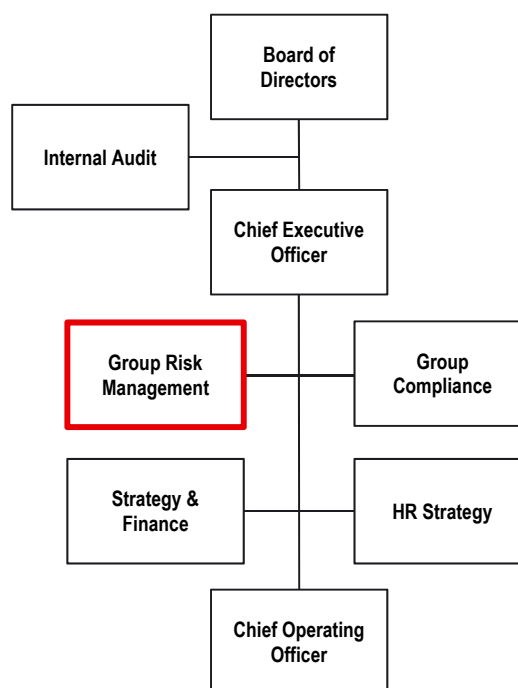 Board of
Directors
Internal Audit
Chief Executive
Officer
Group Risk
Management
Group
Compliance
Strategy &
Finance
HR Strategy
Chief Operating
Officer